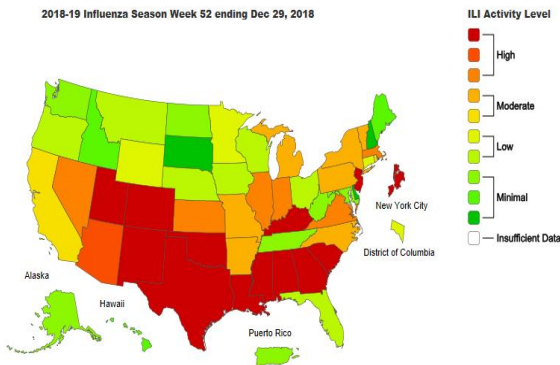 2018-19 Influenza Season Week 52 ending Dec 29, 2018
ILI Activity Level
High
Moderate
Low
Minimal
Insufficient Data
New York City
District of Columbia
Alaska
Hawaii
Puerto Rico